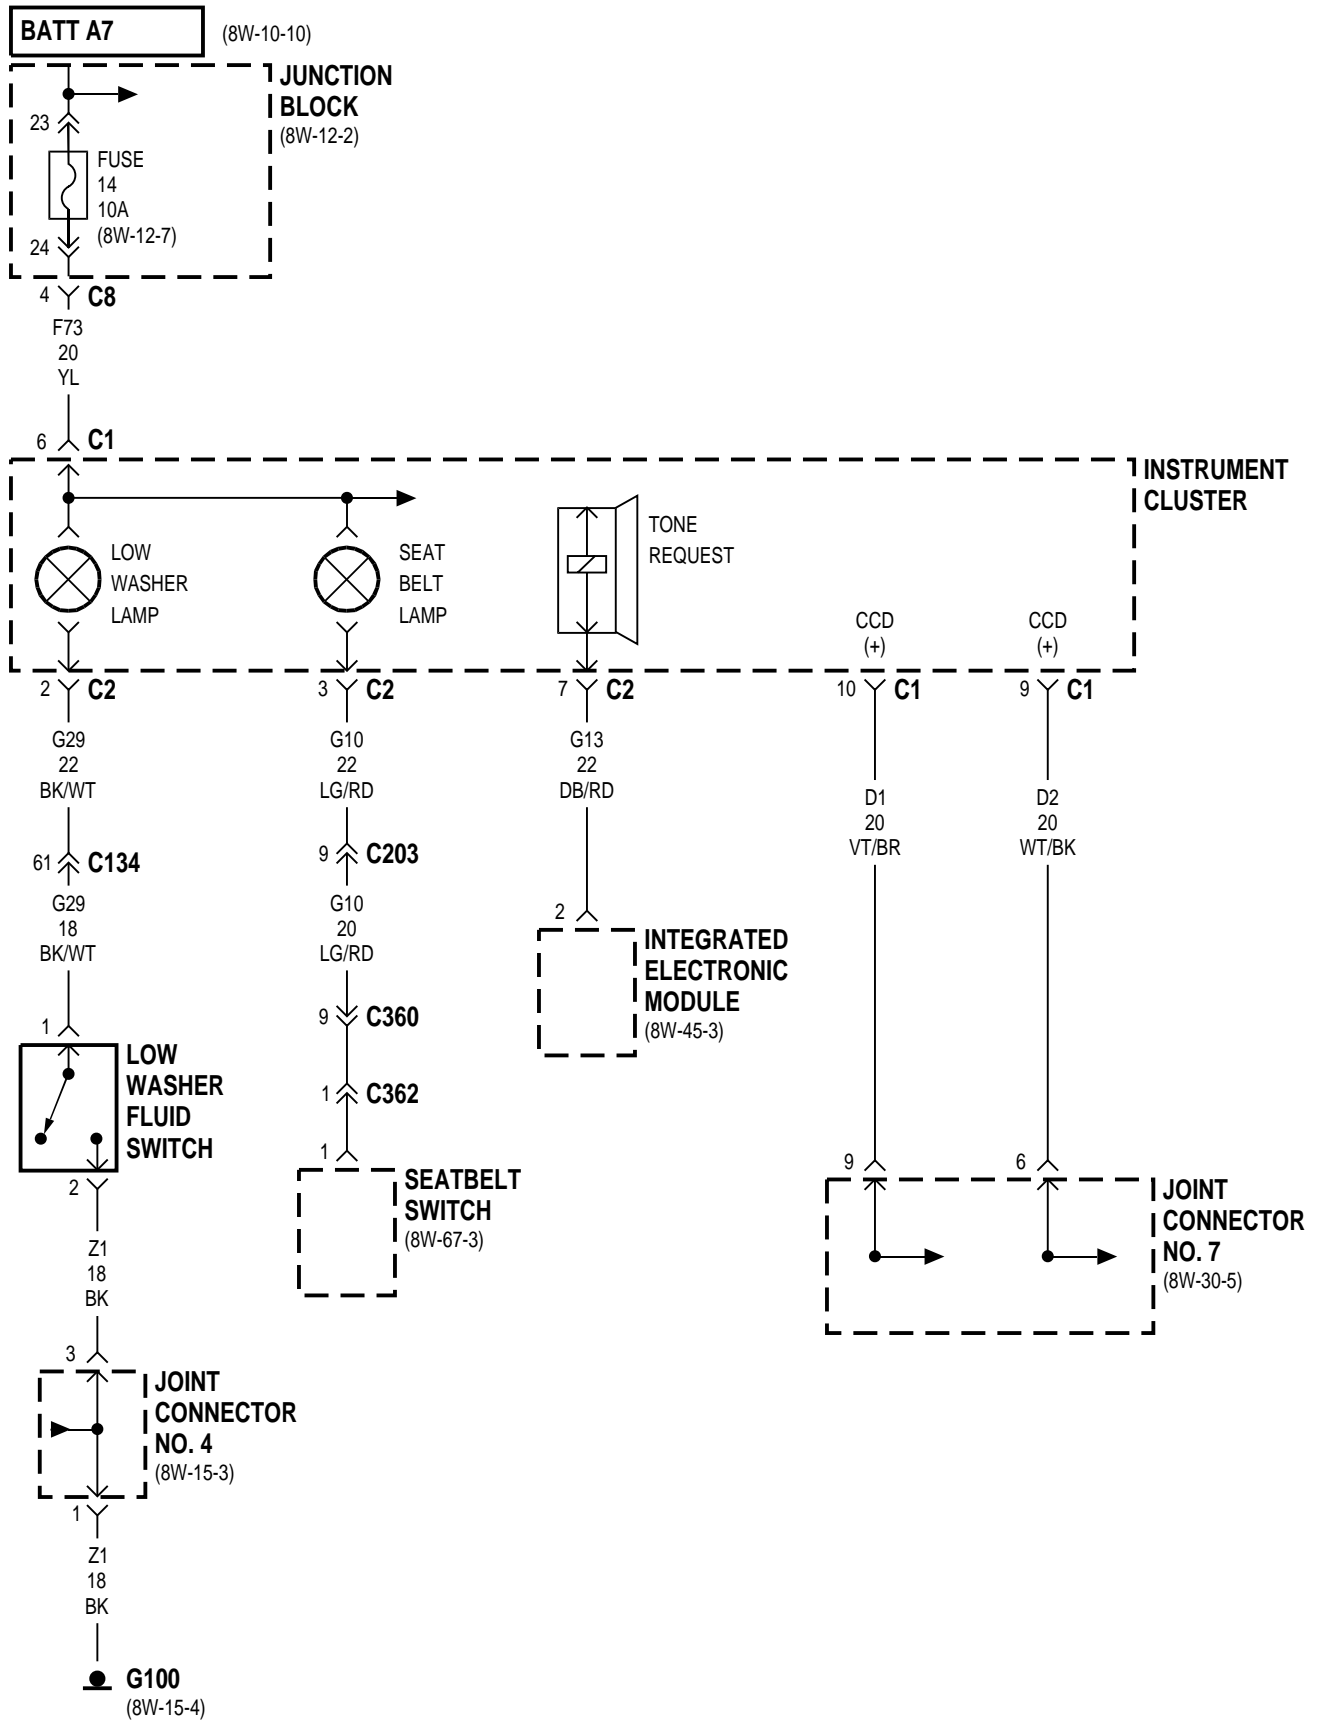 BATT A7
(8W-10-10)
JUNCTION
BLOCK
(8W-12-2)
23
FUSE
14
10A
(8W-12-7)
24
4
C8
F73
20
YL
6
C1
INSTRUMENT
CLUSTER
LOW
WASHER
LAMP
SEAT
BELT
LAMP
TONE
REQUEST
CCD
(+)
CCD
(+)
2
C2
3
C2
7
C2
10
C1
9
C1
G29
22
BK/WT
G10
22
LG/RD
G13
22
DB/RD
D1
20
VT/BR
D2
20
WT/BK
61
C134
9
C203
G29
18
BK/WT
G10
20
LG/RD
2
INTEGRATED
ELECTRONIC
MODULE
(8W-45-3)
9
C360
1
LOW
WASHER
FLUID
SWITCH
1
C362
1
SEATBELT
SWITCH
(8W-67-3)
9
6
JOINT
CONNECTOR
NO. 7
(8W-30-5)
2
Z1
18
BK
3
JOINT
CONNECTOR
NO. 4
(8W-15-3)
1
Z1
18
BK
G100
(8W-15-4)